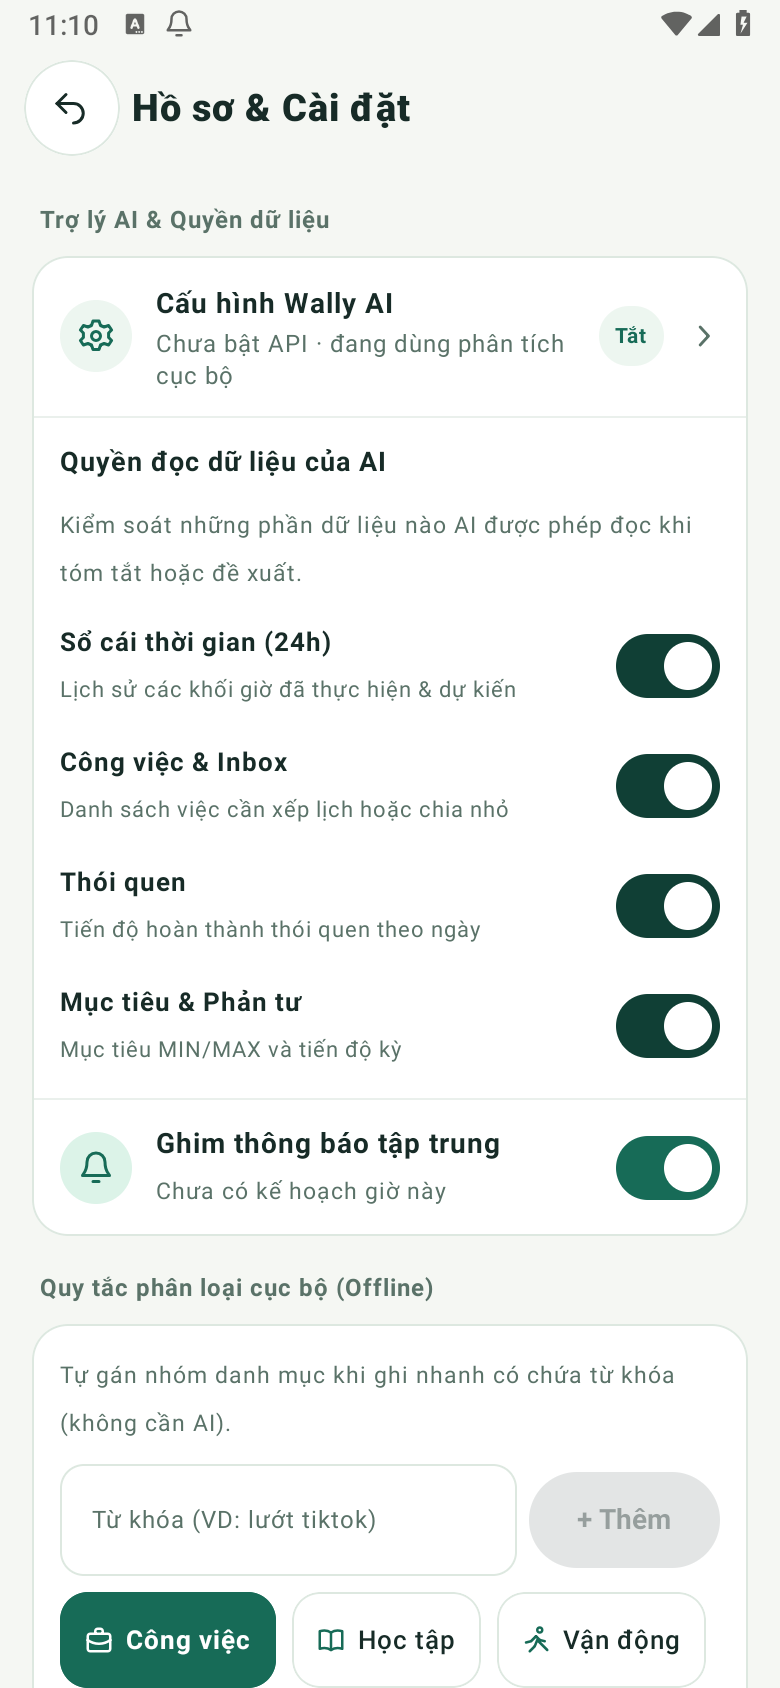 11:10
A
Hồ sơ & Cài đặt
Trợ lý AI & Quyền dữ liệu
Cấu hình Wally AI
Chưa bật API · đang dùng phân tích
cục bộ
Tắt
Quyền đọc dữ liệu của AI
Kiểm soát những phần dữ liệu nào AI được phép đọc khi
tóm tắt hoặc đề xuất.
Sổ cái thời gian (24h)
Lịch sử các khối giờ đã thực hiện & dự kiến
Công việc & Inbox
Danh sách việc cần xếp lịch hoặc chia nhỏ
Thói quen
Tiến độ hoàn thành thói quen theo ngày
Mục tiêu & Phản tư
Mục tiêu MIN/MAX và tiến độ kỳ
Ghim thông báo tập trung
Chưa có kế hoạch giờ này
Quy tắc phân loại cục bộ (Offline)
Tự gán nhóm danh mục khi ghi nhanh có chứa từ khóa
(không cần AI).
Từ khóa (VD: lướt tiktok)
+ Thêm
Công việc
Học tập
Vận động